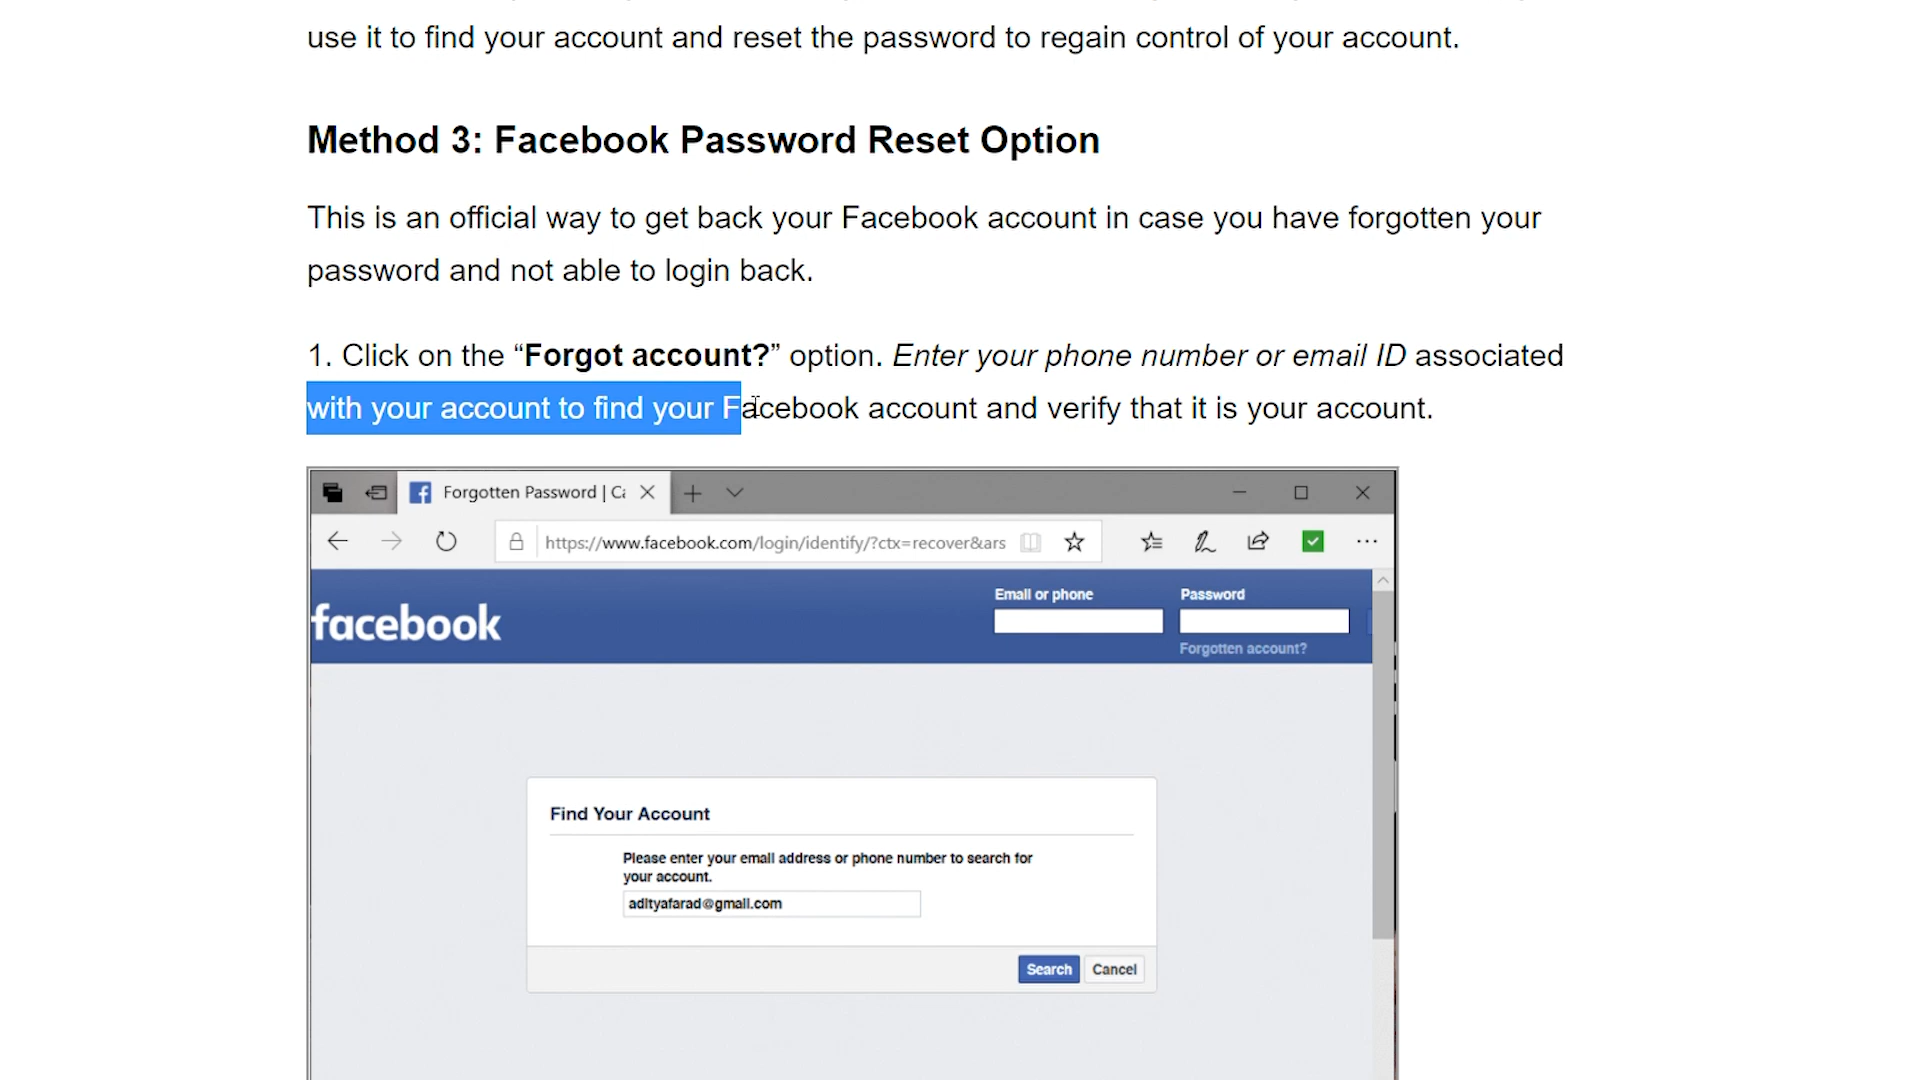 use it to find your account and reset the password to regain control of your account.
Method 3: Facebook Password Reset Option
This is an official way to get back your Facebook account in case you have forgotten your
password and not able to login back.
1. Click on the “Forgot account?” option. Enter your phone number or email ID associated
with your account to find your Facebook account and verify that it is your account.
Forgotten Password | Ca
https://www.facebook.com/login/identify/?ctx=recover&ars
Email or phone
Password
facebook
Forgotten account?
Find Your Account
Please enter your email address or phone number to search for
your account.
adityafarad@gmail.com
Search Cancel